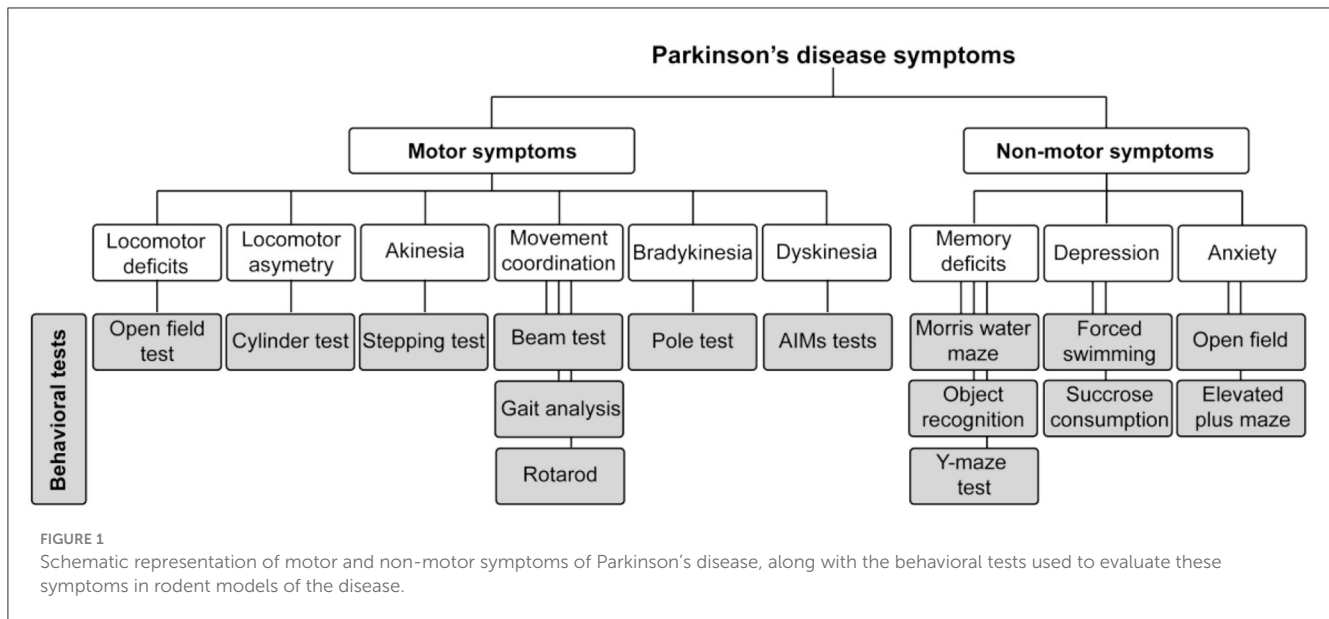 Parkinson's disease symptoms
Motor symptoms
Non-motor symptoms
Locomotor
deficits
Locomotor
asymetry
Akinesia
Movement
coordination
Bradykinesia
Dyskinesia
Memory
deficits
Depression
Anxiety
Behavioral tests
Open field
test
Cylinder test
Stepping test
Beam test
Pole test
AIMs tests
Morris water
maze
Forced
swimming
Open field
Gait analysis
Object
recognition
Succrose
consumption
Elevated
plus maze
Rotarod
Y-maze
test
FIGURE 1
Schematic representation of motor and non-motor symptoms of Parkinson's disease, along with the behavioral tests used to evaluate these
symptoms in rodent models of the disease.